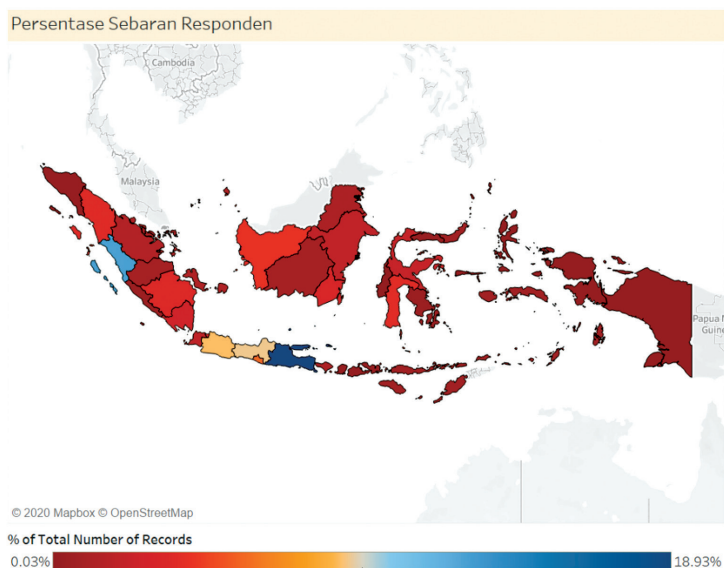 Persentase Sebaran Responden
Cambodia
Malaysia
Papua N
Guine
© 2020 Mapbox © OpenStreetMap
% of Total Number of Records
0.03%
18.93%